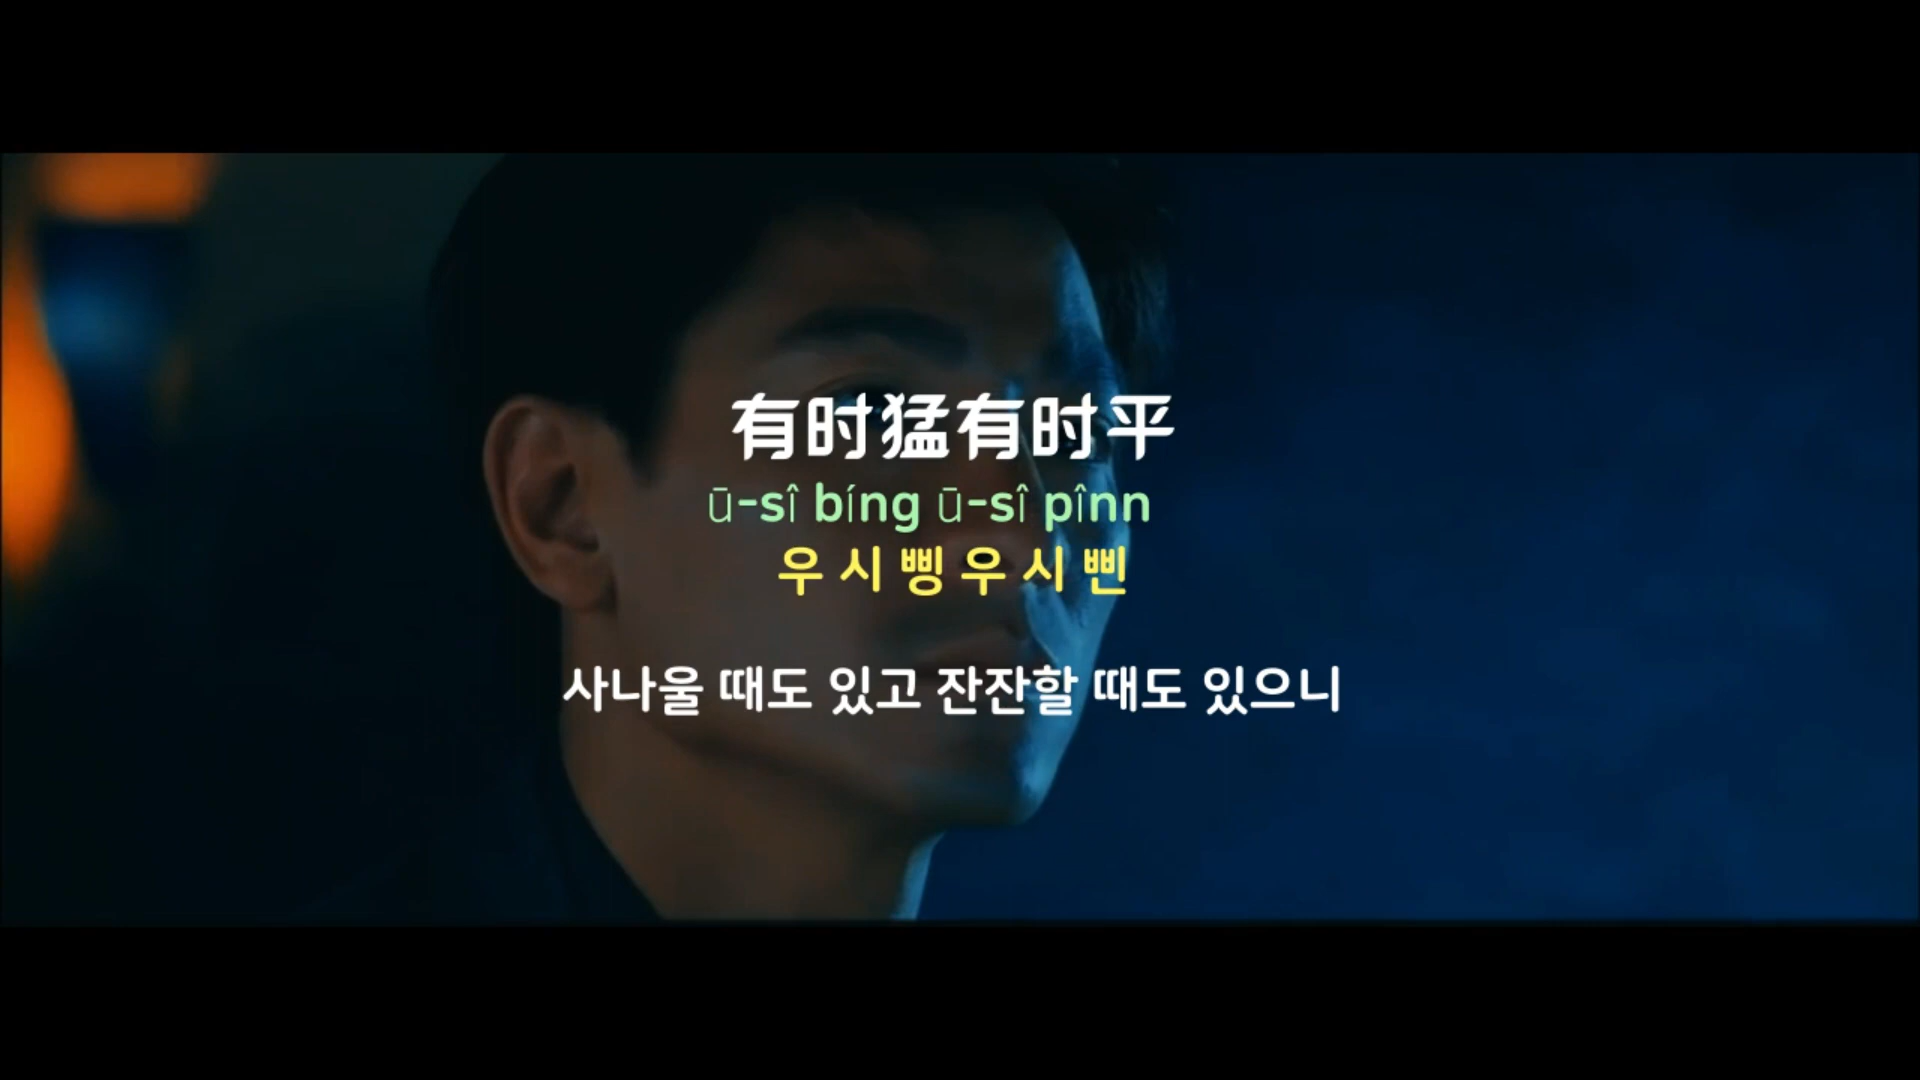 有时猛有时平
ū-sî bíng ū-sî pînn
우 시 삥 우 시 삔
사나울 때도 있고 잔잔할 때도 있으니